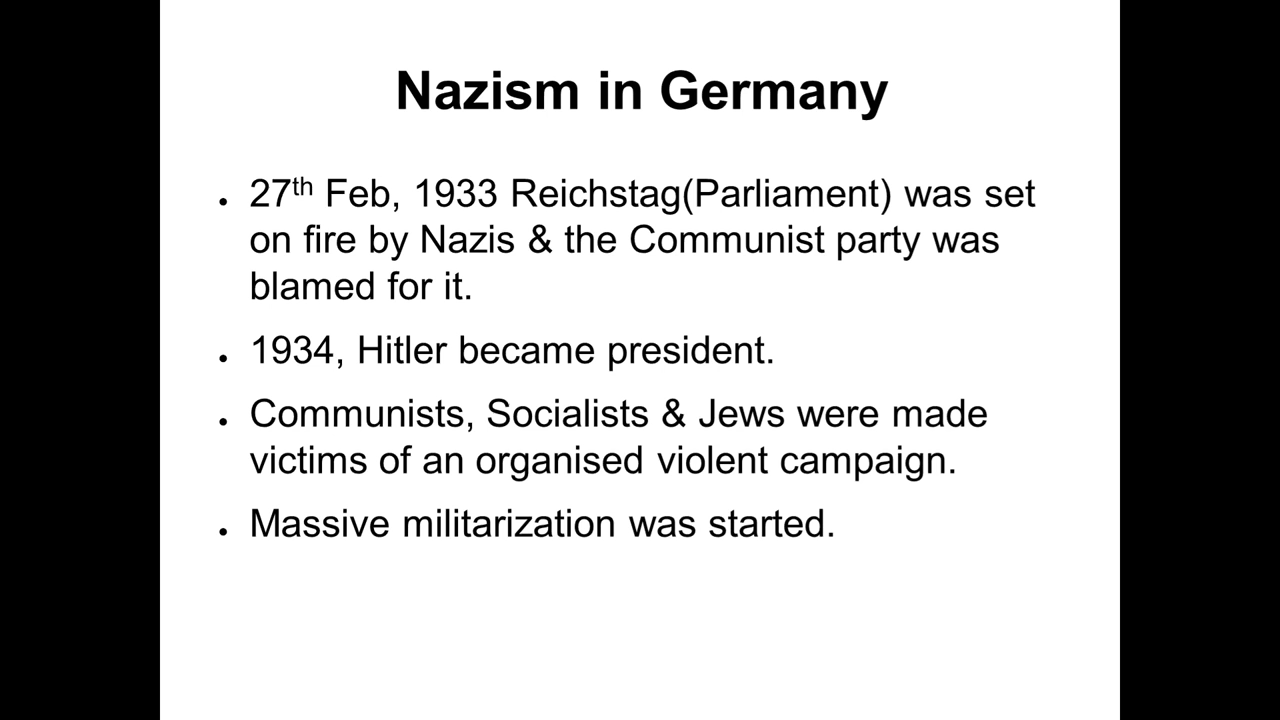 Nazism in Germany
● 27th Feb, 1933 Reichstag(Parliament) was set
on fire by Nazis & the Communist party was
blamed for it.
● 1934, Hitler became president.
● Communists, Socialists & Jews were made
victims of an organised violent campaign.
● Massive militarization was started.